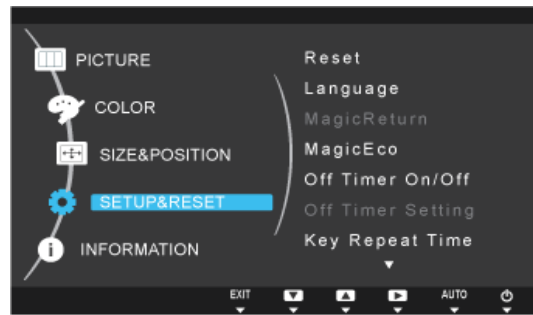 PICTURE
COLOR
SIZE&POSITION
SETUP&RESET
INFORMATION
Reset
Language
MagicReturn
MagicEco
Off Timer On/Off
Off Timer Setting
Key Repeat Time
EXIT
AUTO